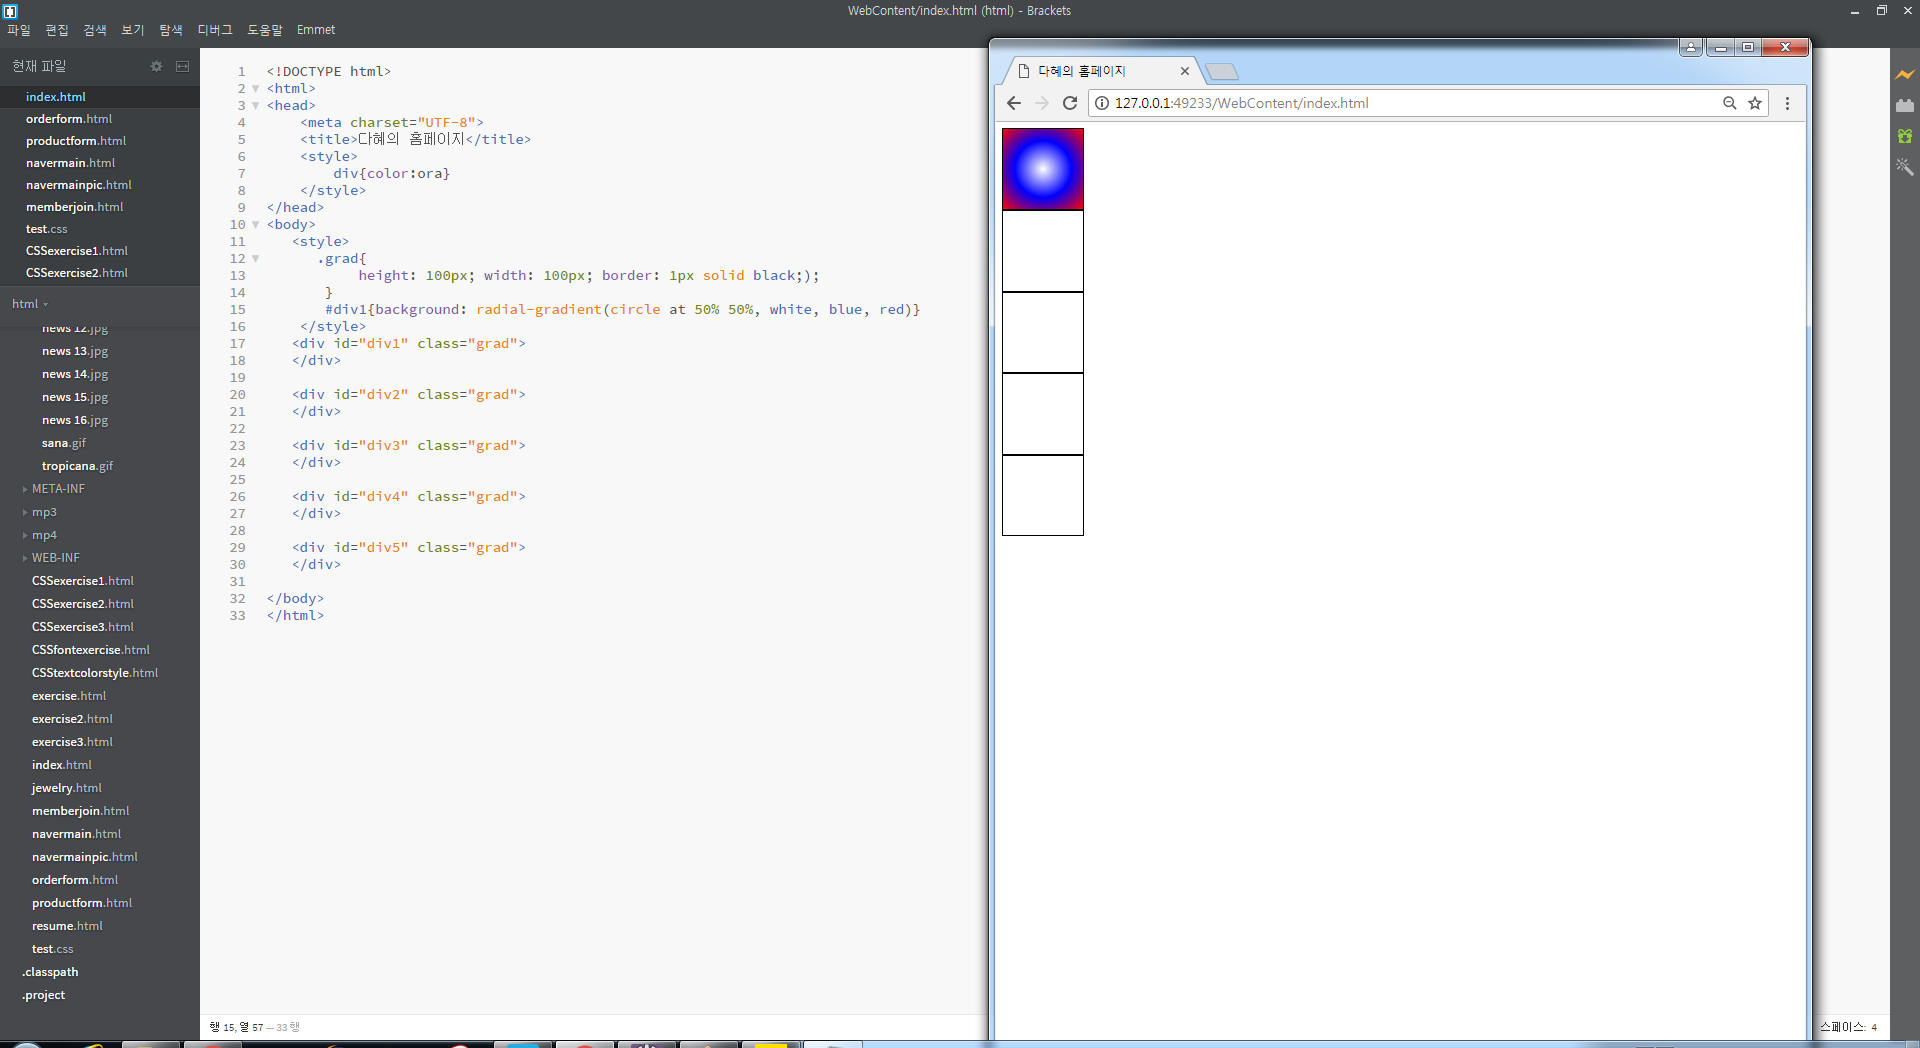 WebContent/index.html (html) - Brackets
파일 편집 검색 보기 탐색 디버그 도움말 Emmet
현재 파일
index.html
orderform.html
productform.html
navermain.html
navermainpic.html
memberjoin.html
test.css
CSSexercise1.html
CSSexercise2.html
html
news 12.jpg
news 13.jpg
news 14.jpg
news 15.jpg
news 16.jpg
sana.gif
tropicana.gif
META-INF
mp3
mp4
WEB-INF
CSSexercise1.html
CSSexercise2.html
CSSexercise3.html
CSSfontexercise.html
CSStextcolorstyle.html
exercise.html
exercise2.html
exercise3.html
index.html
jewelry.html
memberjoin.html
navermain.html
navermainpic.html
orderform.html
productform.html
resume.html
test.css
.classpath
.project
1 <!DOCTYPE html>
2 <html>
3 <head>
4 <meta charset="UTF-8">
5 <title>다혜의 홈페이지</title>
6 <style>
7 div{color:ora}
8 </style>
9 </head>
10 <body>
11 <style>
12 .grad{
13 height: 100px; width: 100px; border: 1px solid black;);
14 }
15 #div1{background: radial-gradient(circle at 50% 50%, white, blue, red)}
16 </style>
17 <div id="div1" class="grad">
18 </div>
19
20 <div id="div2" class="grad">
21 </div>
22
23 <div id="div3" class="grad">
24 </div>
25
26 <div id="div4" class="grad">
27 </div>
28
29 <div id="div5" class="grad">
30 </div>
31
32 </body>
33 </html>
행 15, 열 57 — 33 행
다혜의 홈페이지
127.0.0.1:49233/WebContent/index.html
스페이스: 4